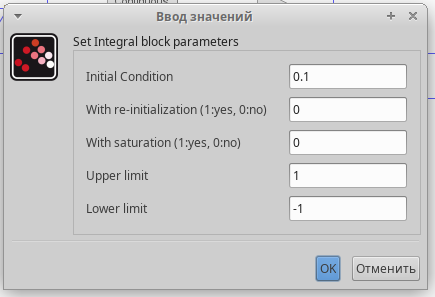 Continuous
Ввод значений
Set Integral block parameters
Initial Condition 0.1
With re-initialization (1:yes, 0:no) 0
With saturation (1:yes, 0:no) 0
Upper limit 1
Lower limit -1
OK Отменить